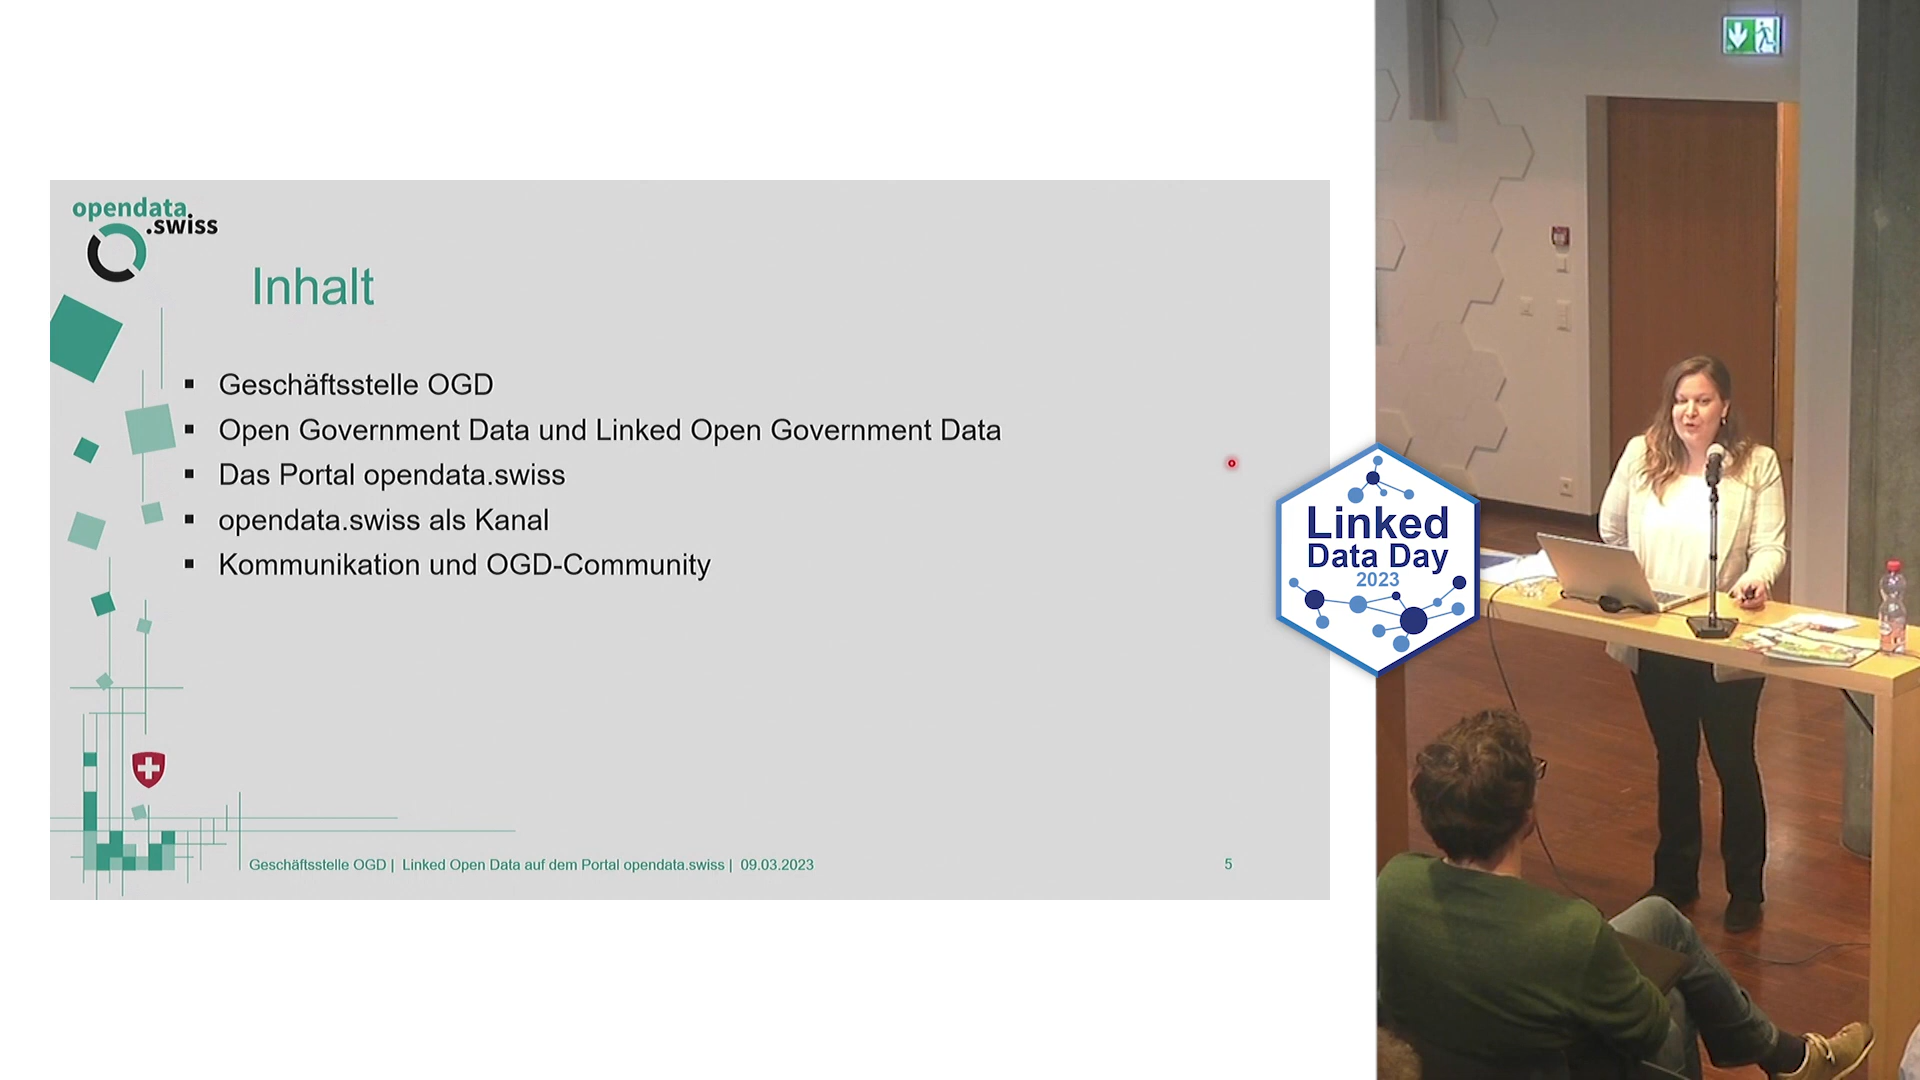 opendata
.swiss
Inhalt
▪ Geschäftsstelle OGD
▪ Open Government Data und Linked Open Government Data
▪ Das Portal opendata.swiss
▪ opendata.swiss als Kanal
▪ Kommunikation und OGD-Community
Geschäftsstelle OGD | Linked Open Data auf dem Portal opendata.swiss | 09.03.2023
5
Linked
Data Day
2023